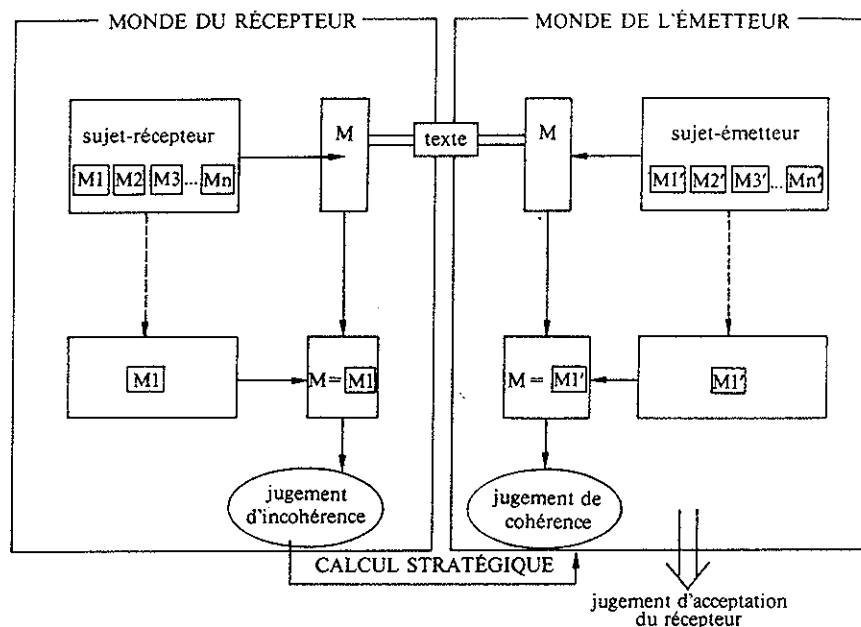 MONDE DU RÉCEPTEUR
MONDE DE L'ÉMETTEUR
sujet-récepteur
M1 M2 M3 ... Mn
M
texte
M
sujet-émetteur
M1' M2' M3' ... Mn'
M1
M = M1
M = M1'
M1'
jugement
d'incohérence
jugement de
cohérence
CALCUL STRATÉGIQUE
jugement d'acceptation
du récepteur